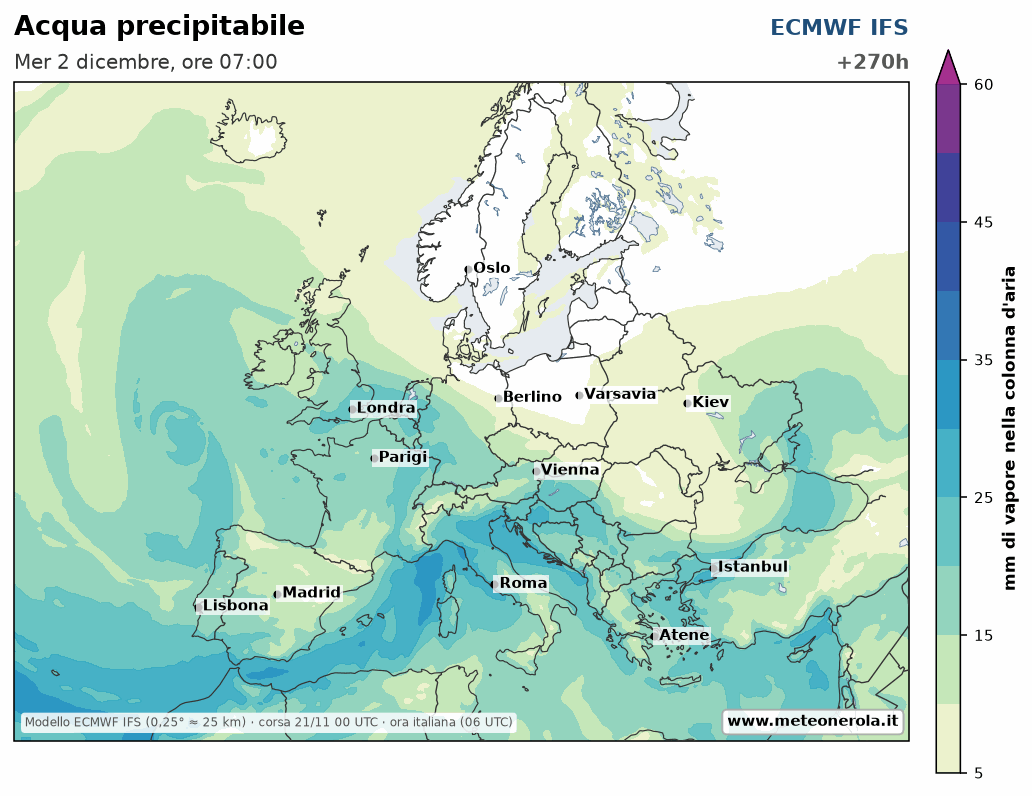 Acqua precipitabile
ECMWF IFS
Mer 2 dicembre, ore 07:00
+270h
60
45
35
25
15
5
mm di vapore nella colonna d'aria
Oslo
Berlino
Varsavia
Kiev
Londra
Parigi
Vienna
Istanbul
Roma
Madrid
Lisbona
Atene
Modello ECMWF IFS (0,25° ≈ 25 km) · corsa 21/11 00 UTC · ora italiana (06 UTC)
www.meteonerola.it